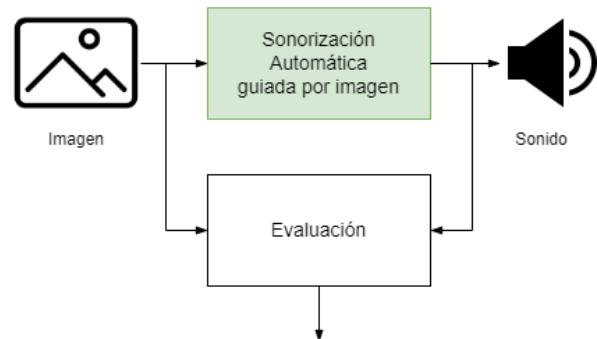 Sonorización
Automática
guiada por imagen
Imagen
Sonido
Evaluación